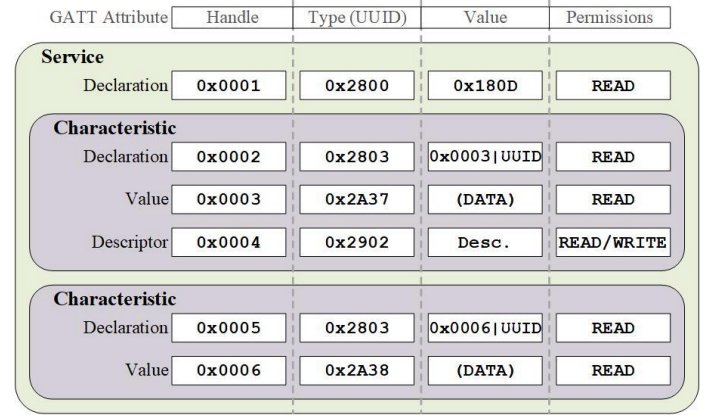 GATT Attribute Handle Type (UUID) Value Permissions
Service
Declaration 0x0001 0x2800 0x180D READ
Characteristic
Declaration 0x0002 0x2803 0x0003|UUID READ
Value 0x0003 0x2A37 (DATA) READ
Descriptor 0x0004 0x2902 Desc. READ/WRITE
Characteristic
Declaration 0x0005 0x2803 0x0006|UUID READ
Value 0x0006 0x2A38 (DATA) READ